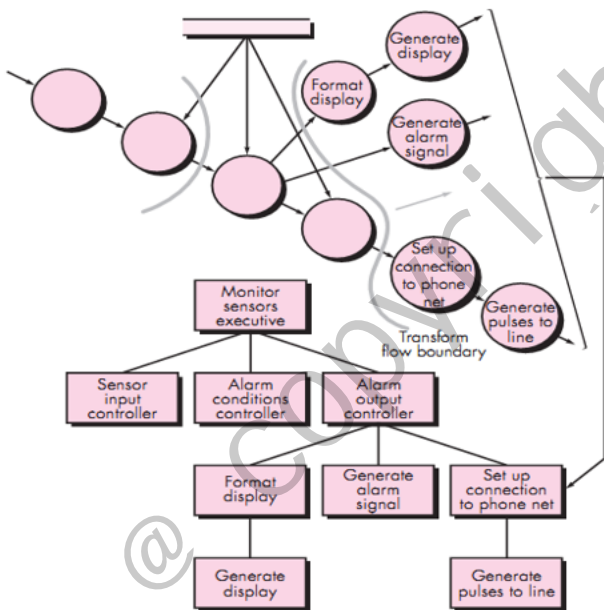 Generate
display
Format
display
Generate
alarm
signal
Set up
connection
to phone
net
Generate
pulses to
line
Transform
flow boundary
Monitor
sensors
executive
Sensor
input
controller
Alarm
conditions
controller
Alarm
output
controller
Format
display
Generate
alarm
signal
Set up
connection
to phone net
Generate
display
Generate
pulses to line
@ copyrigh